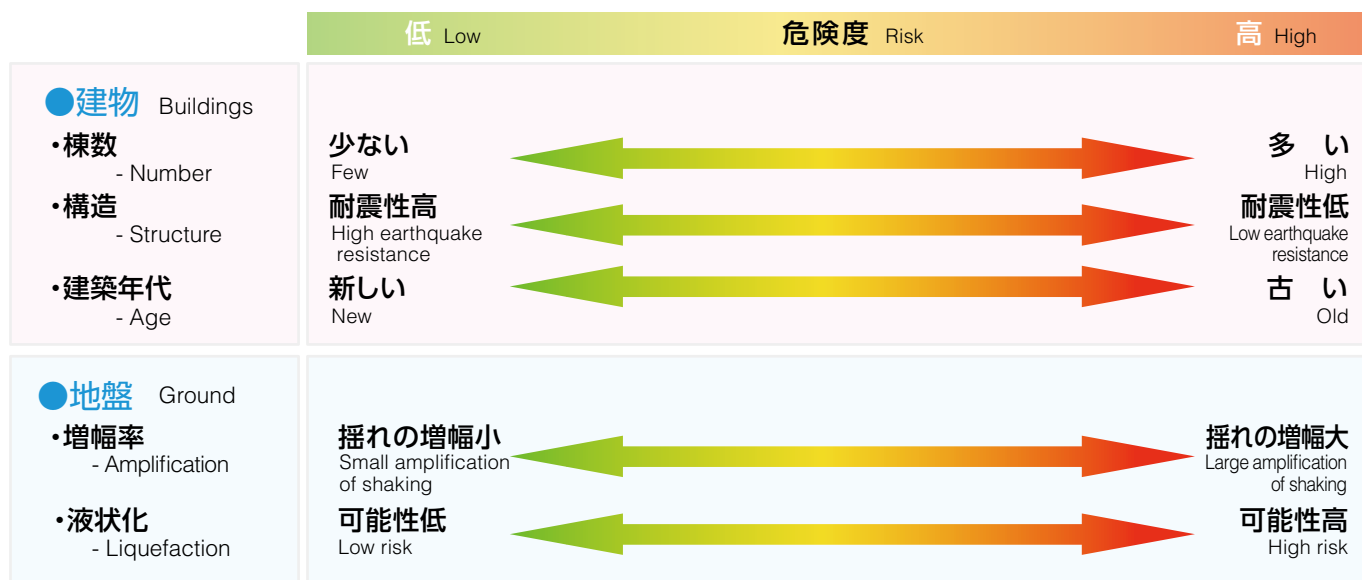 低 Low 危険度 Risk 高 High
●建物 Buildings
・棟数
- Number
少ない
Few
多 い
High
・構造
- Structure
耐震性高
High earthquake
resistance
耐震性低
Low earthquake
resistance
・建築年代
- Age
新しい
New
古 い
Old
●地盤 Ground
・増幅率
- Amplification
揺れの増幅小
Small amplification
of shaking
揺れの増幅大
Large amplification
of shaking
・液状化
- Liquefaction
可能性低
Low risk
可能性高
High risk